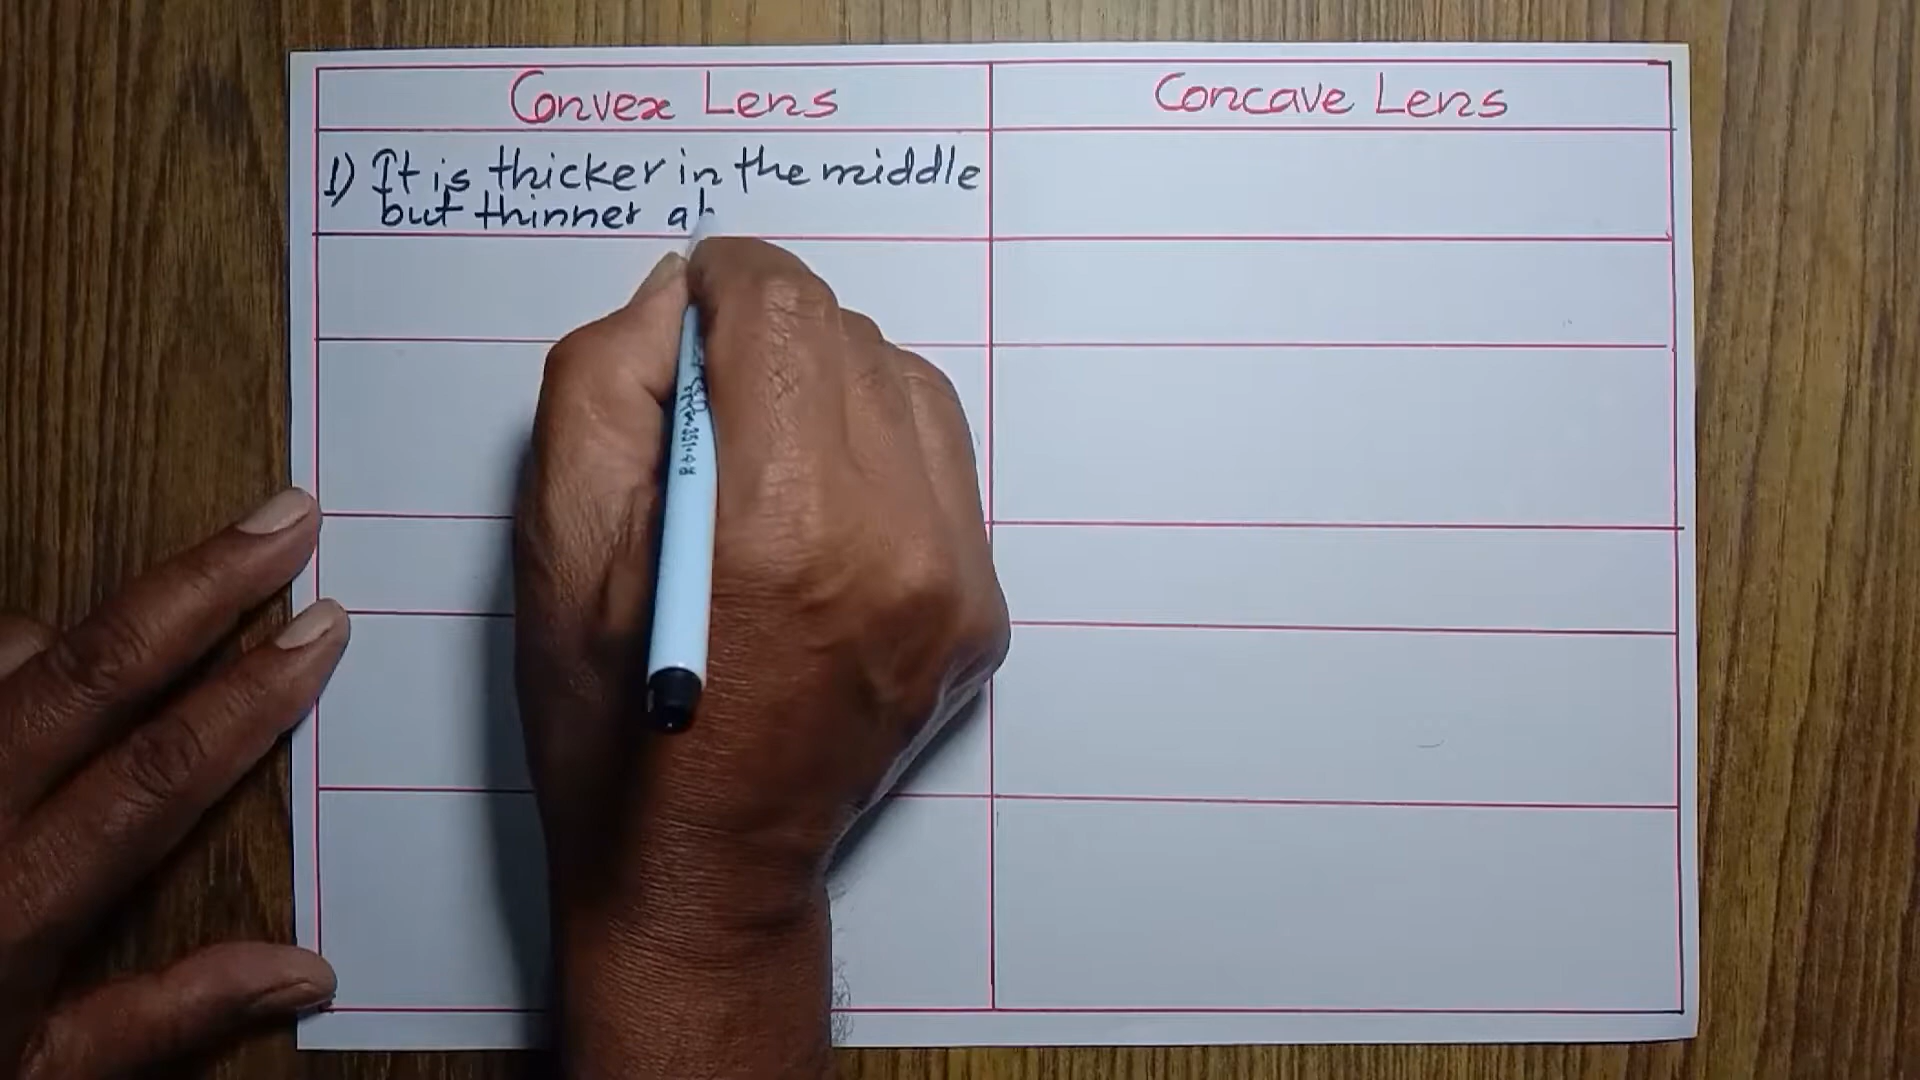 Convex Lens
Concave Lens
1) It is thicker in the middle
but thinner